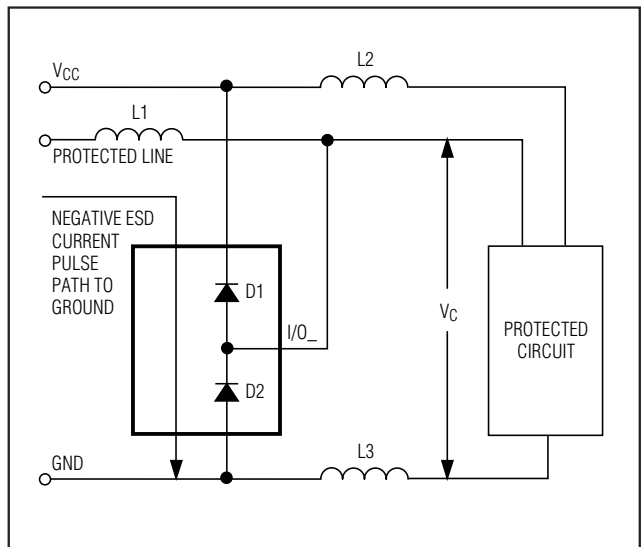 L2
VCC
L1
PROTECTED LINE
NEGATIVE ESD
CURRENT
PULSE
PATH TO
GROUND
D1
I/O_
VC
PROTECTED
CIRCUIT
D2
L3
GND